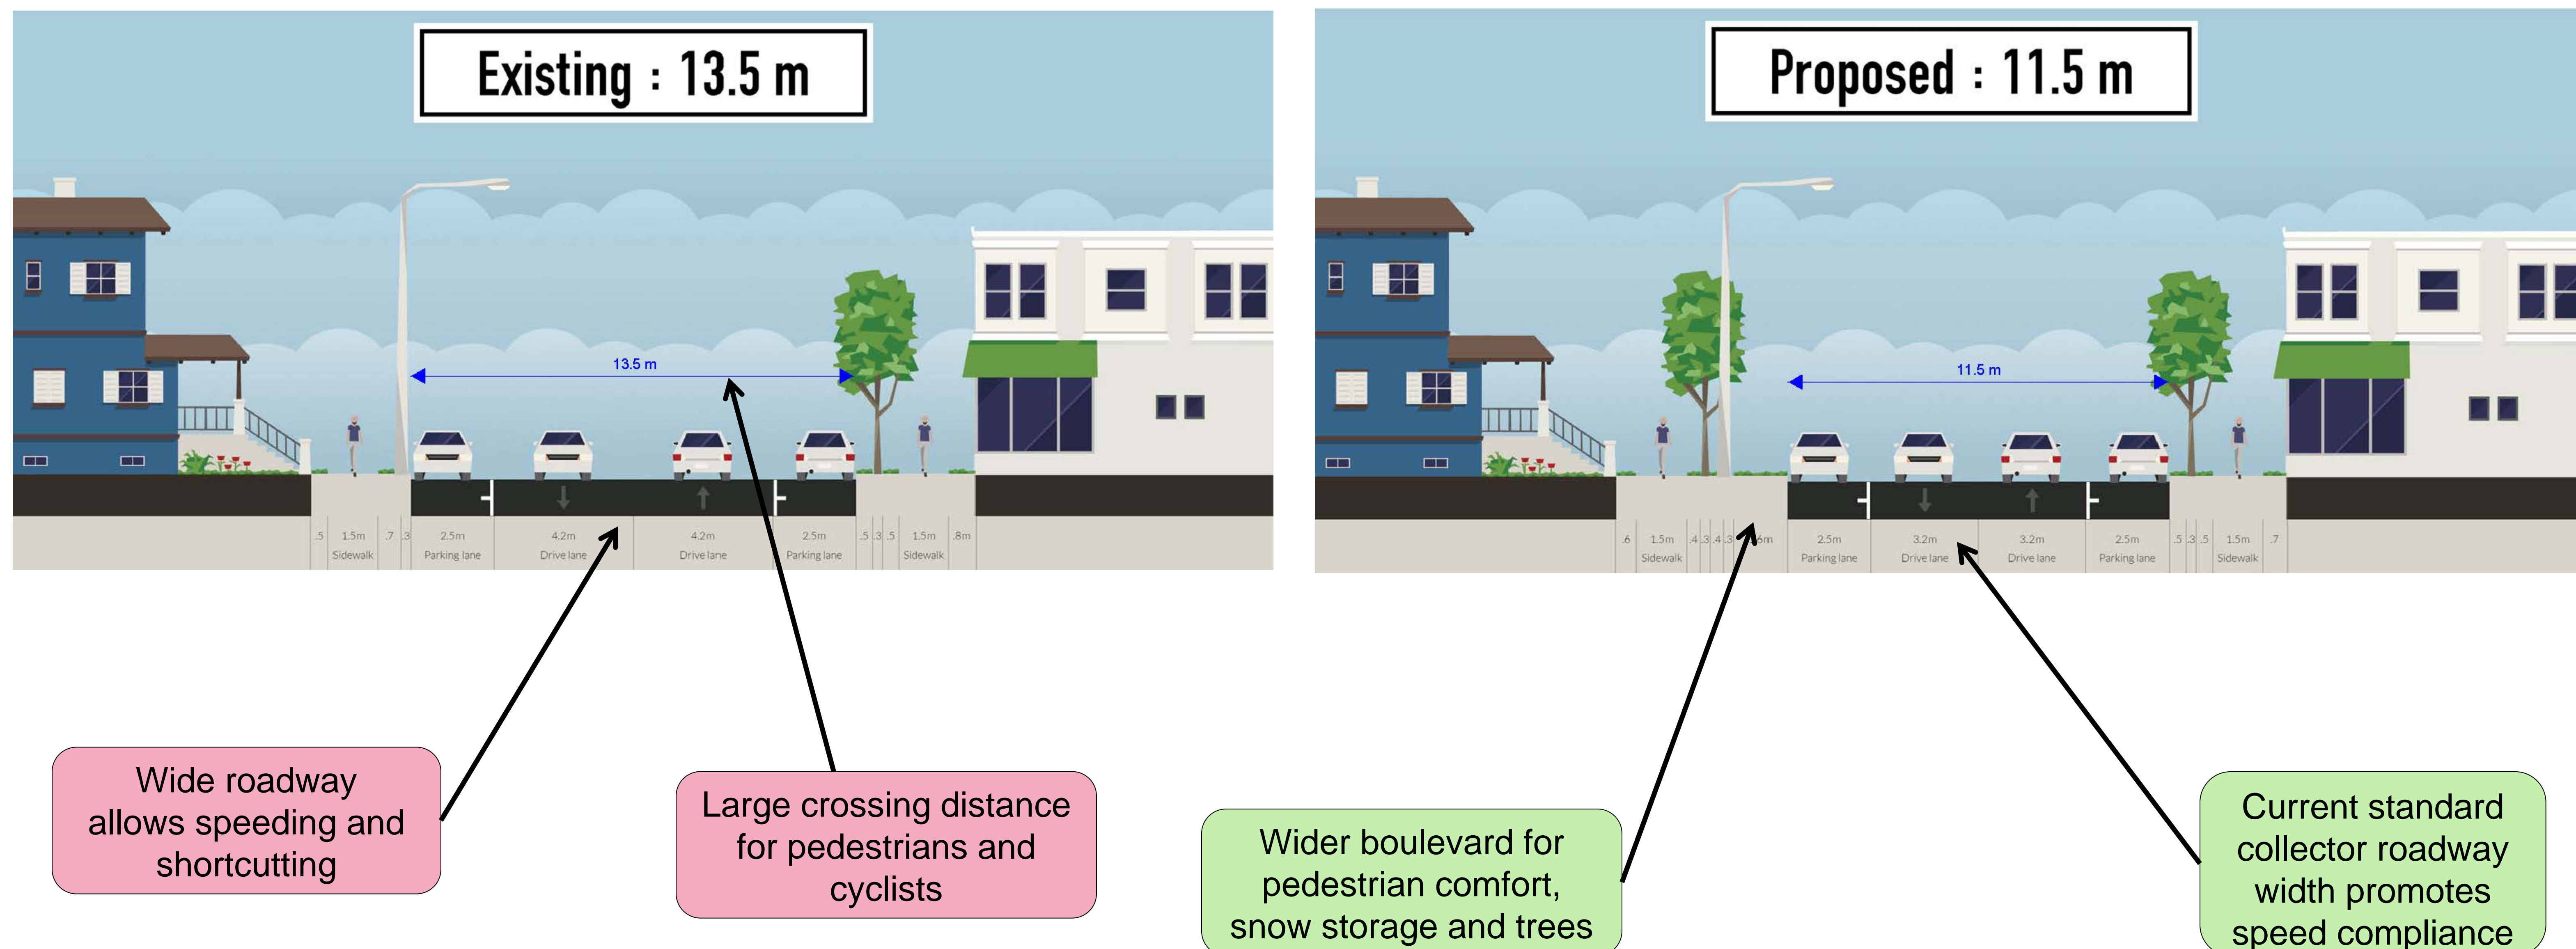 Existing : 13.5 m
13.5 m
.5 1.5m .7 .3 2.5m 4.2m 4.2m 2.5m .5 .3 .5 1.5m .8m
Sidewalk Parking lane Drive lane Drive lane Parking lane Sidewalk
Wide roadway
allows speeding and
shortcutting
Large crossing distance
for pedestrians and
cyclists
Proposed : 11.5 m
11.5 m
.6 1.5m .4 .3 .4 .3 2.5m 3.2m 3.2m 2.5m .5 .3 .5 1.5m .7
Sidewalk Parking lane Drive lane Drive lane Parking lane Sidewalk
Wider boulevard for
pedestrian comfort,
snow storage and trees
Current standard
collector roadway
width promotes
speed compliance